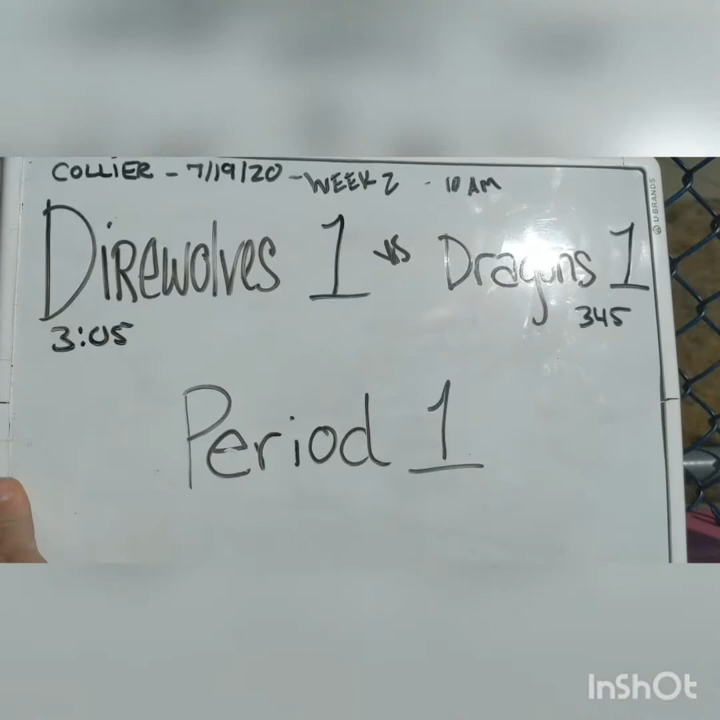 COLLIER - 7/19/20 - WEEK 2 - 10 AM
Direwolves 1 vs Dragons 1
3:05 345
Period 1
U BRANDS
InShOt